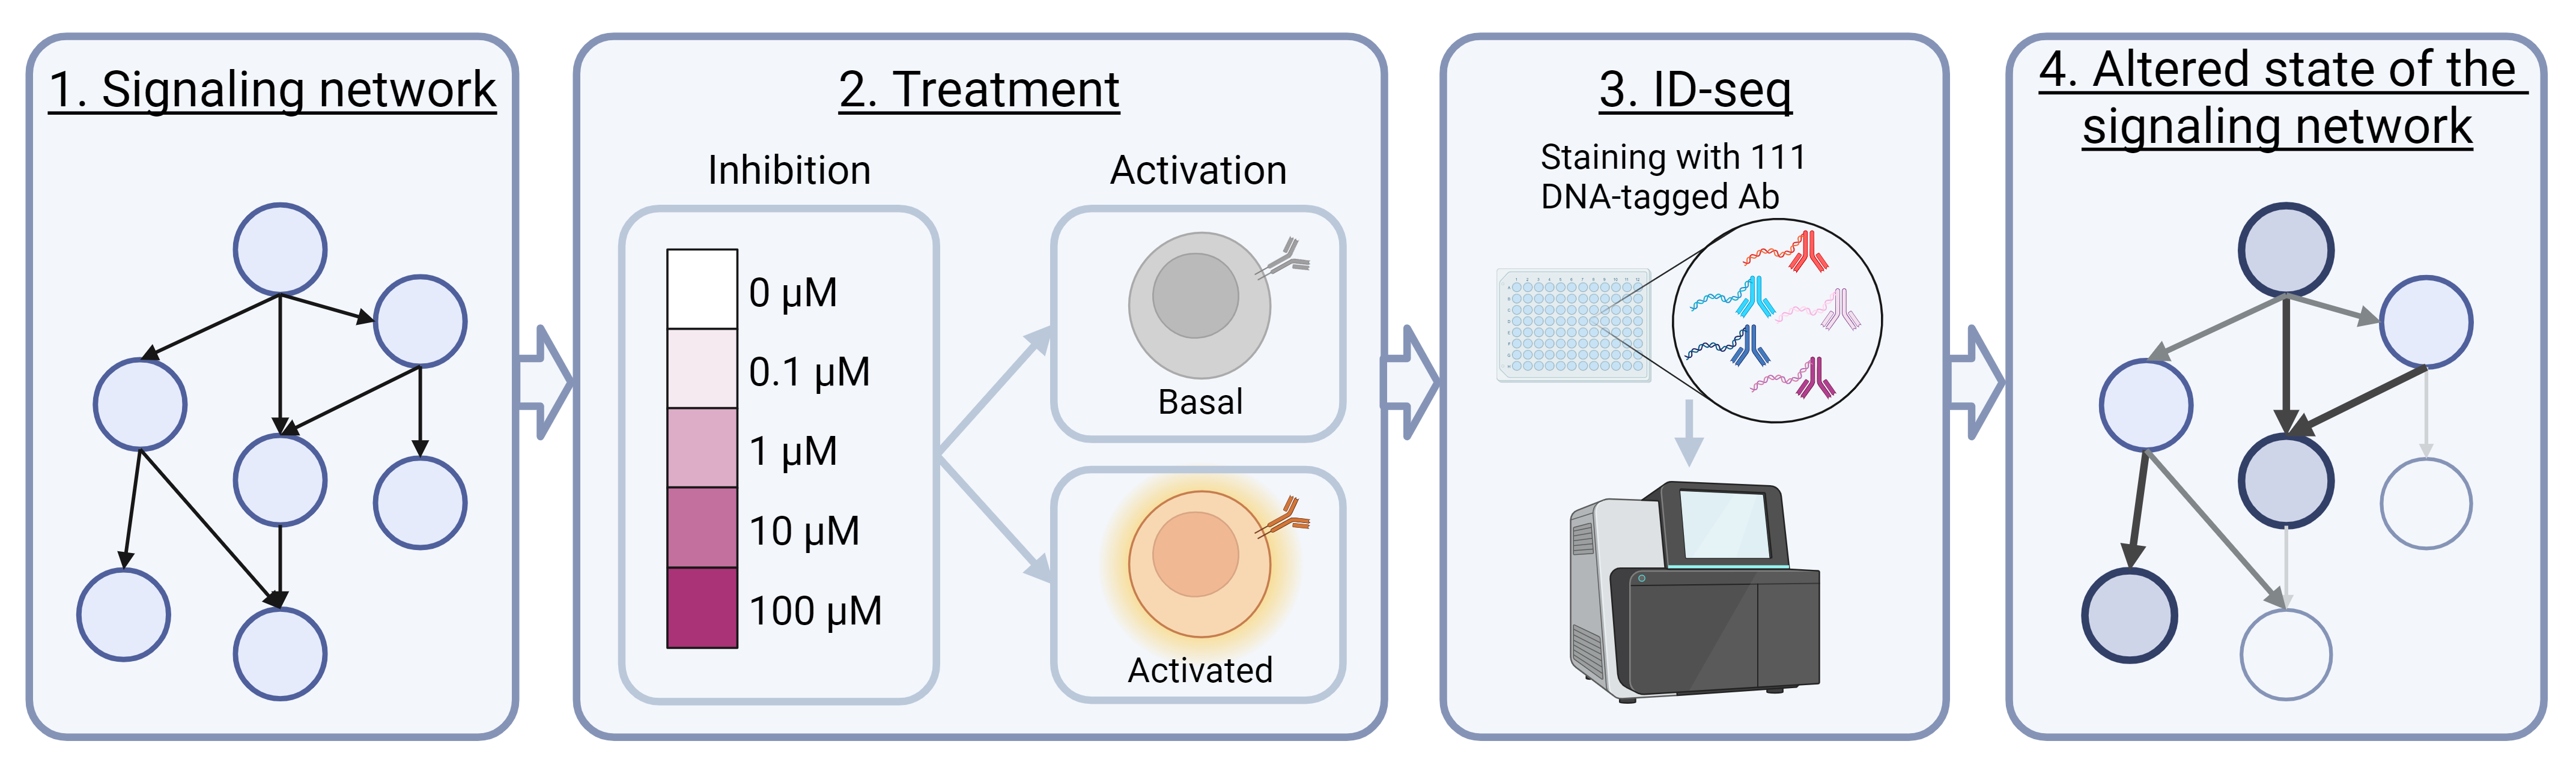 1. Signaling network
2. Treatment
Inhibition
0 µM
0.1 µM
1 µM
10 µM
100 µM
Activation
Basal
Activated
3. ID-seq
Staining with 111
DNA-tagged Ab
4. Altered state of the
signaling network